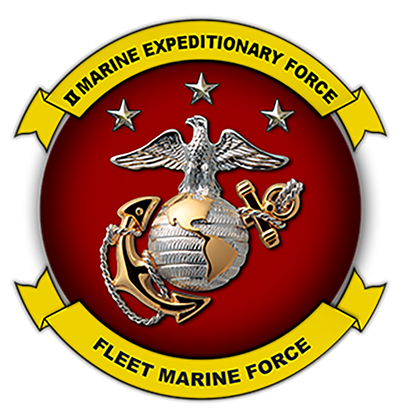 II MARINE EXPEDITIONARY FORCE
FLEET MARINE FORCE